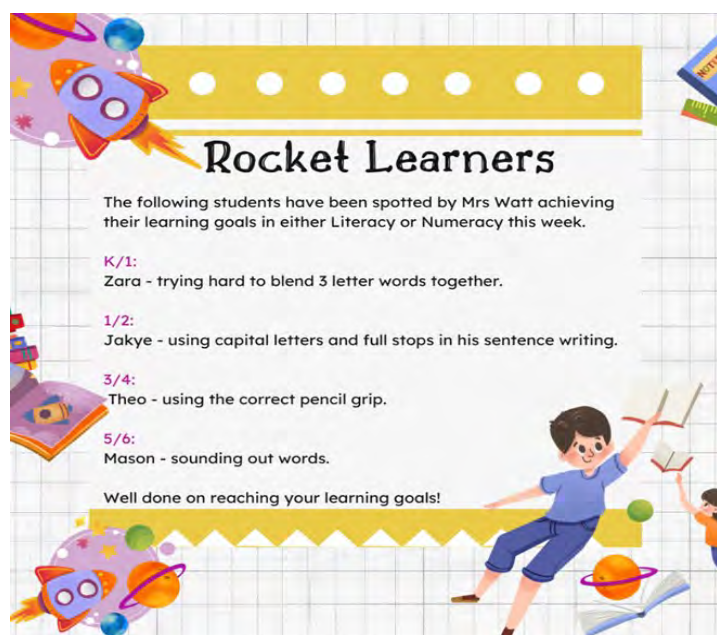 Rocket Learners
The following students have been spotted by Mrs Watt achieving
their learning goals in either Literacy or Numeracy this week.
K/1:
Zara - trying hard to blend 3 letter words together.
1/2:
Jakye - using capital letters and full stops in his sentence writing.
3/4:
Theo - using the correct pencil grip.
5/6:
Mason - sounding out words.
Well done on reaching your learning goals!